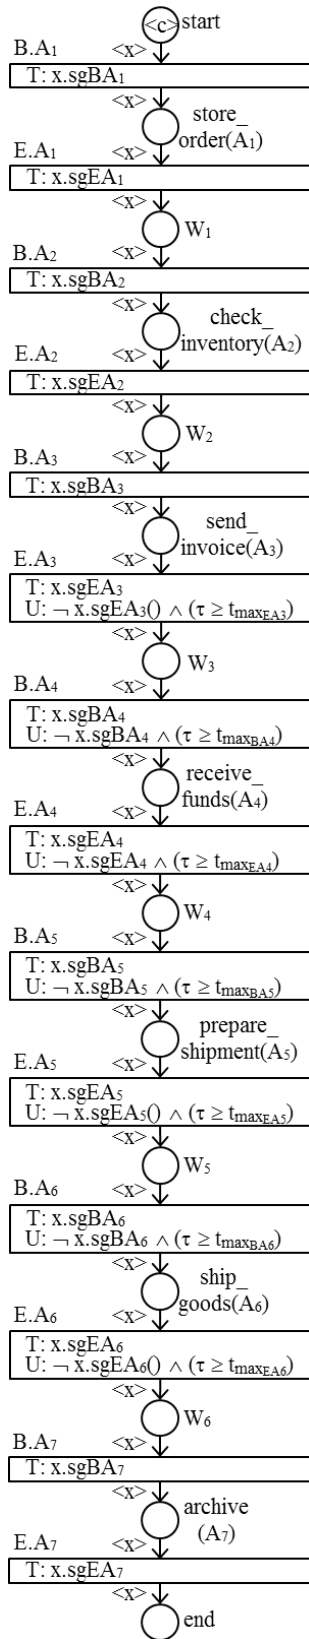 <c> start
B.A₁ <x>
T: x.sgBA₁
<x>
store_
order(A₁)
E.A₁ <x>
T: x.sgEA₁
<x>
W₁
B.A₂ <x>
T: x.sgBA₂
<x>
check_
inventory(A₂)
E.A₂ <x>
T: x.sgEA₂
<x>
W₂
B.A₃ <x>
T: x.sgBA₃
<x>
send_
invoice(A₃)
E.A₃ <x>
T: x.sgEA₃
U: ¬ x.sgEA₃() ∧ (τ ≥ tmaxEA3)
<x>
W₃
B.A₄ <x>
T: x.sgBA₄
U: ¬ x.sgBA₄ ∧ (τ ≥ tmaxBA4)
<x>
receive_
funds(A₄)
E.A₄ <x>
T: x.sgEA₄
U: ¬ x.sgEA₄ ∧ (τ ≥ tmaxEA4)
<x>
W₄
B.A₅ <x>
T: x.sgBA₅
U: ¬ x.sgBA₅ ∧ (τ ≥ tmaxBA5)
<x>
prepare_
shipment(A₅)
E.A₅ <x>
T: x.sgEA₅
U: ¬ x.sgEA₅() ∧ (τ ≥ tmaxEA5)
<x>
W₅
B.A₆ <x>
T: x.sgBA₆
U: ¬ x.sgBA₆ ∧ (τ ≥ tmaxBA6)
<x>
ship_
goods(A₆)
E.A₆ <x>
T: x.sgEA₆
U: ¬ x.sgEA₆() ∧ (τ ≥ tmaxEA6)
<x>
W₆
B.A₇ <x>
T: x.sgBA₇
<x>
archive
(A₇)
E.A₇ <x>
T: x.sgEA₇
<x>
end